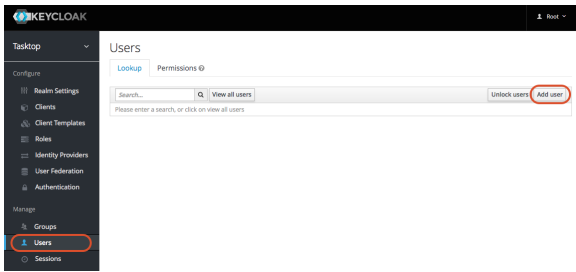 KEYCLOAK
Root
Tasktop
Users
Lookup Permissions
Configure
Search... View all users Unlock users Add user
Please enter a search, or click on view all users
Realm Settings
Clients
Client Templates
Roles
Identity Providers
User Federation
Authentication
Manage
Groups
Users
Sessions